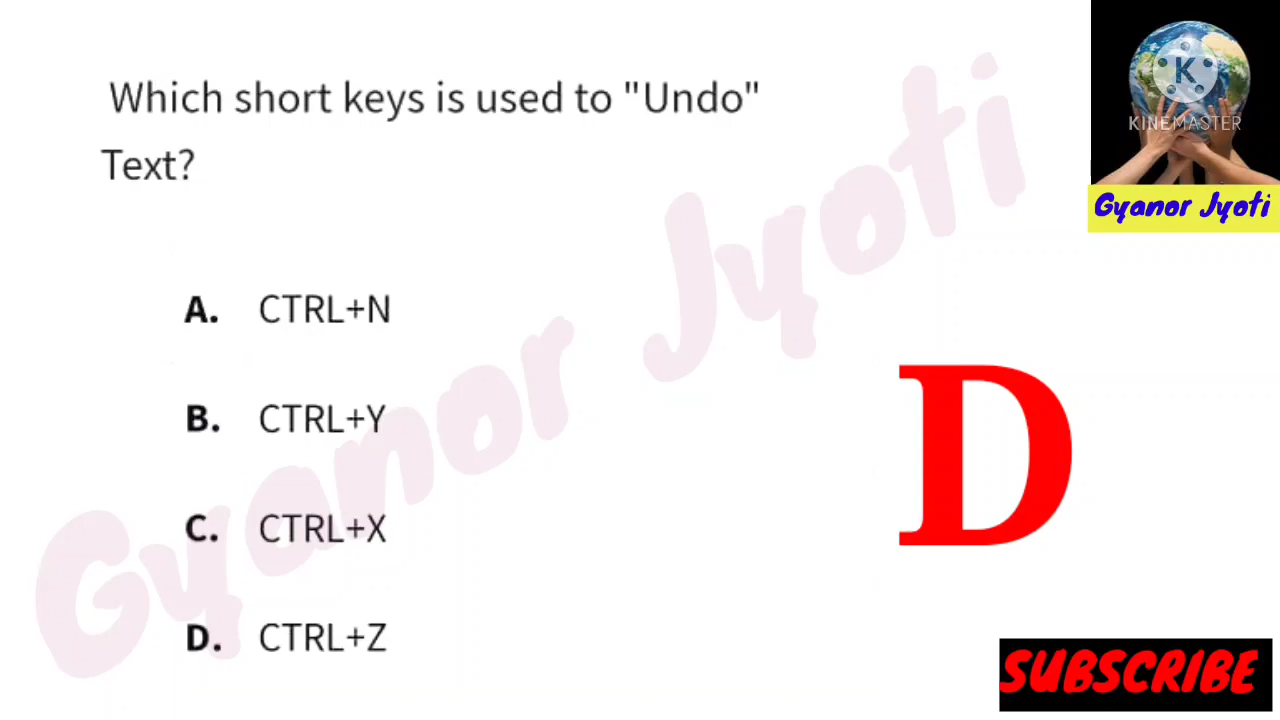 Which short keys is used to "Undo"
Text?
A. CTRL+N
B. CTRL+Y
C. CTRL+X
D. CTRL+Z
D
Gyanor Jyoti
K
KINEMASTER
Gyanor Jyoti
SUBSCRIBE